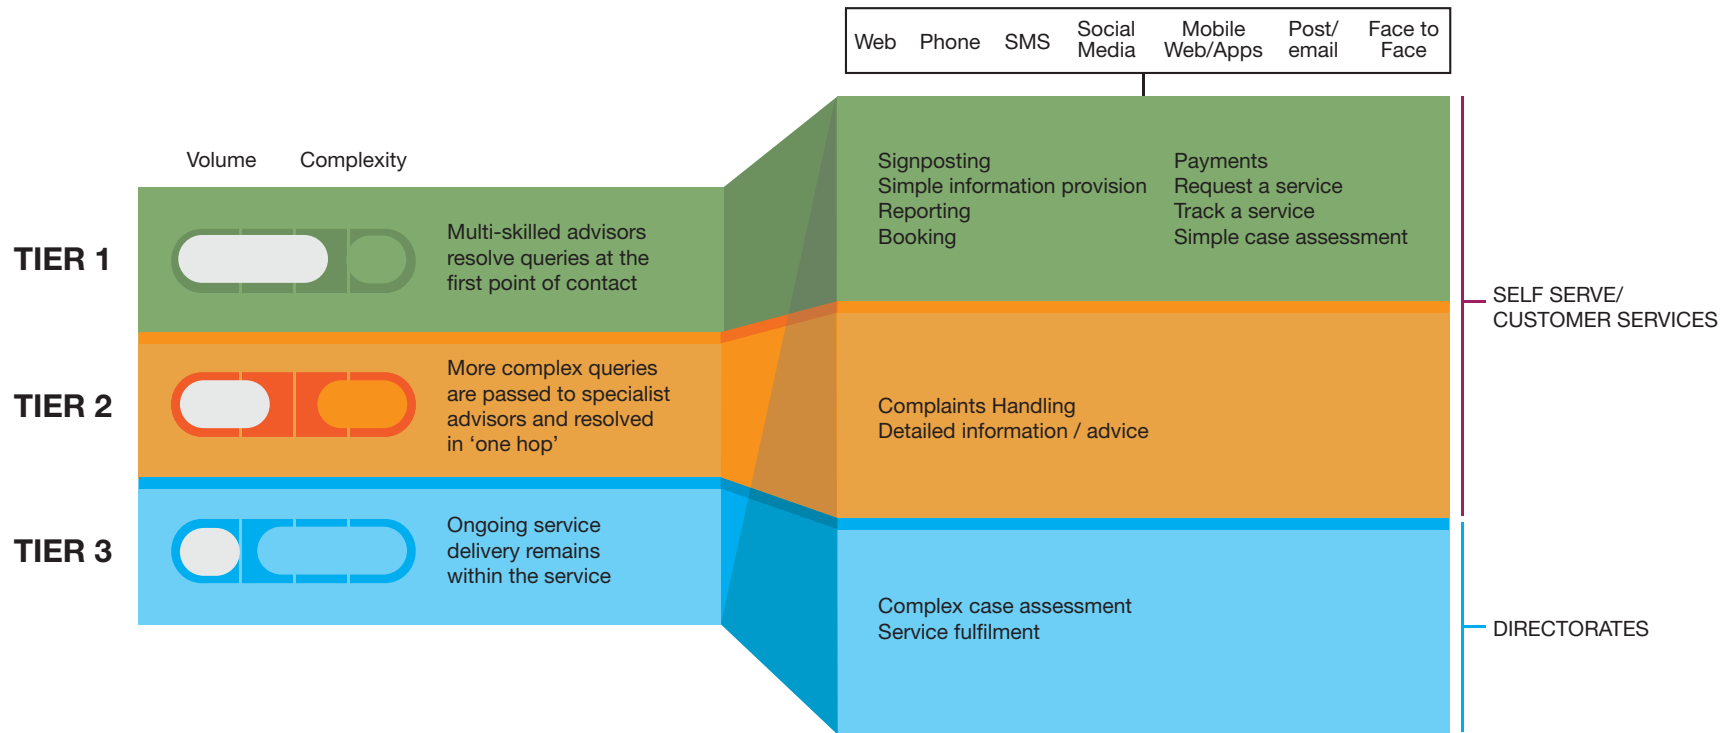 Web Phone SMS Social Media Mobile Web/Apps Post/ email Face to Face
Volume Complexity
TIER 1
Multi-skilled advisors
resolve queries at the
first point of contact
Signposting
Simple information provision
Reporting
Booking
Payments
Request a service
Track a service
Simple case assessment
SELF SERVE/
CUSTOMER SERVICES
TIER 2
More complex queries
are passed to specialist
advisors and resolved
in ‘one hop’
Complaints Handling
Detailed information / advice
TIER 3
Ongoing service
delivery remains
within the service
Complex case assessment
Service fulfilment
DIRECTORATES